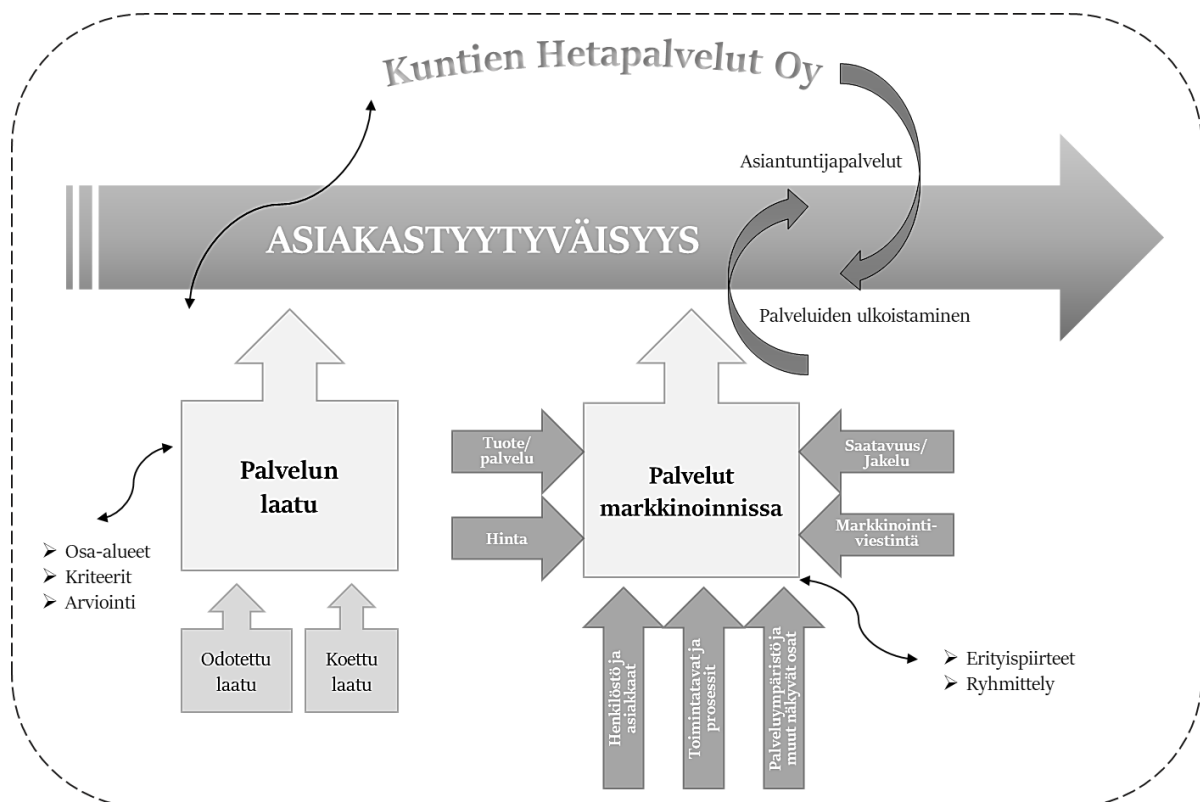 Kuntien Hetapalvelut Oy
Asiantuntijapalvelut
ASIAKASTYYTYVÄISYYS
Palveluiden ulkoistaminen
Palvelun
laatu
➢ Osa-alueet
➢ Kriteerit
➢ Arviointi
Odotettu
laatu
Koettu
laatu
Tuote/
palvelu
Hinta
Palvelut
markkinoinnissa
Saatavuus/
Jakelu
Markkinointi-
viestintä
Henkilöstö ja
asiakkaat
Toimintatavat ja
prosessit
Palveluympäristö ja
muut näkyvät osat
➢ Erityispiirteet
➢ Ryhmittely